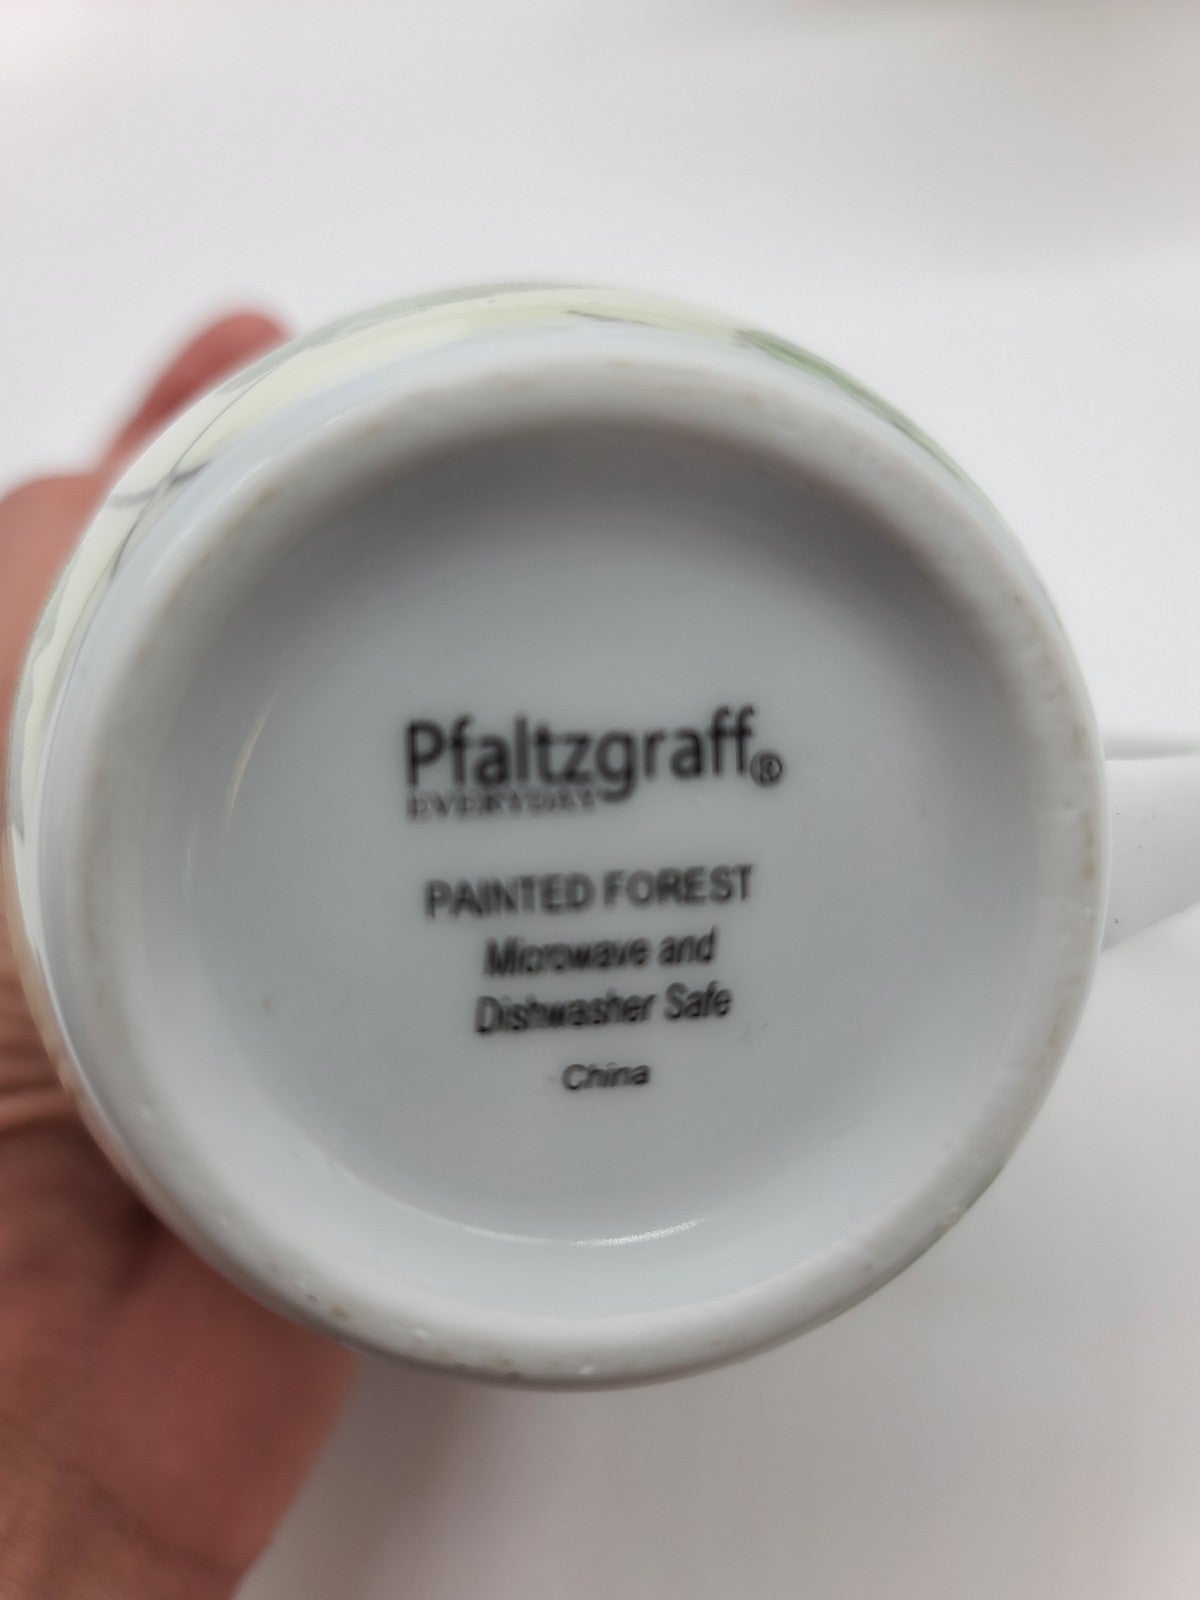 Pfaltzgraff®
EVERYDAY
PAINTED FOREST
Microwave and
Dishwasher Safe
China